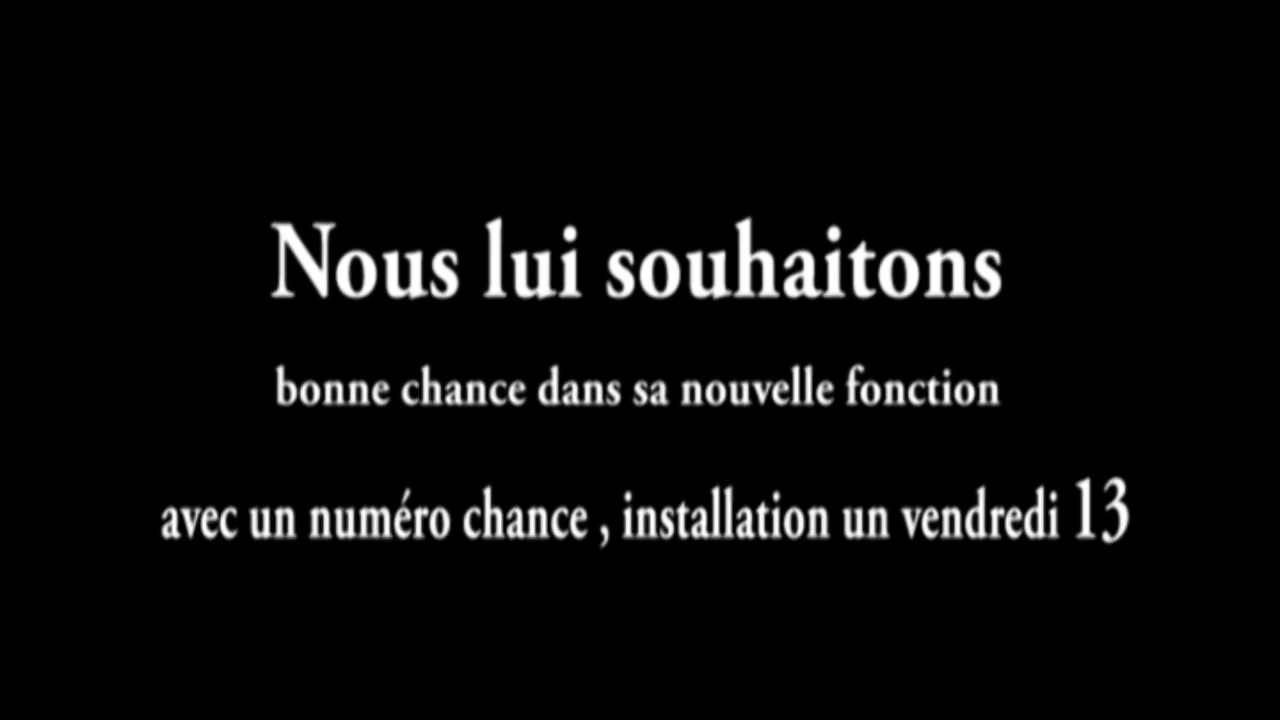 Nous lui souhaitons
bonne chance dans sa nouvelle fonction
avec un numéro chance , installation un vendredi 13